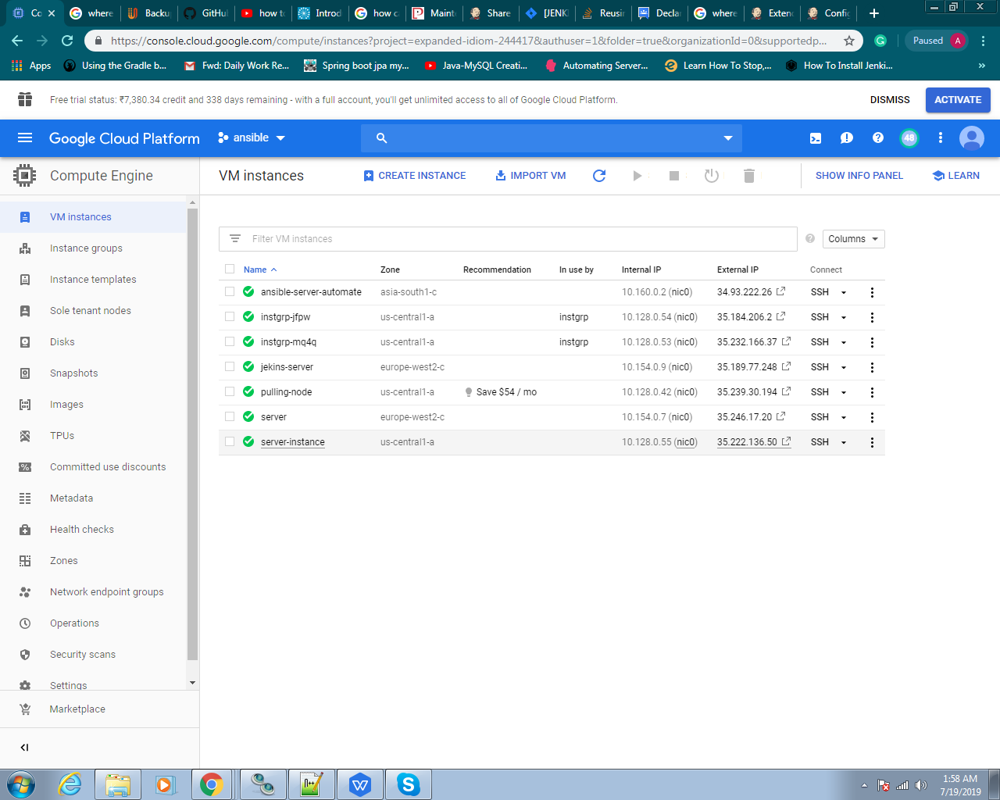 Co
where
Backu
GitHu
how to
Introd
how ca
Maint
Share
[JENK
Reusin
Declar
where
Extend
Config
https://console.cloud.google.com/compute/instances?project=expanded-idiom-244417&authuser=1&folder=true&organizationId=0&supportedp...
Paused A
Apps
Using the Gradle b...
Fwd: Daily Work Re...
Spring boot jpa my...
Java-MySQL Creati...
Automating Server...
Learn How To Stop,...
How To Install Jenki...
»
Free trial status: ₹7,380.34 credit and 338 days remaining - with a full account, you'll get unlimited access to all of Google Cloud Platform.
DISMISS
ACTIVATE
Google Cloud Platform
ansible
48
Compute Engine
VM instances
CREATE INSTANCE
IMPORT VM
SHOW INFO PANEL
LEARN
VM instances
Instance groups
Instance templates
Sole tenant nodes
Disks
Snapshots
Images
TPUs
Committed use discounts
Metadata
Health checks
Zones
Network endpoint groups
Operations
Security scans
Settings
Marketplace
Filter VM instances
Columns
Name Zone Recommendation In use by Internal IP External IP Connect
ansible-server-automate asia-south1-c 10.160.0.2 (nic0) 34.93.222.26 SSH
instgrp-jfpw us-central1-a instgrp 10.128.0.54 (nic0) 35.184.206.2 SSH
instgrp-mq4q us-central1-a instgrp 10.128.0.53 (nic0) 35.232.166.37 SSH
jekins-server europe-west2-c 10.154.0.9 (nic0) 35.189.77.248 SSH
pulling-node us-central1-a Save $54 / mo 10.128.0.42 (nic0) 35.239.30.194 SSH
server europe-west2-c 10.154.0.7 (nic0) 35.246.17.20 SSH
server-instance us-central1-a 10.128.0.55 (nic0) 35.222.136.50 SSH
1:58 AM
7/19/2019